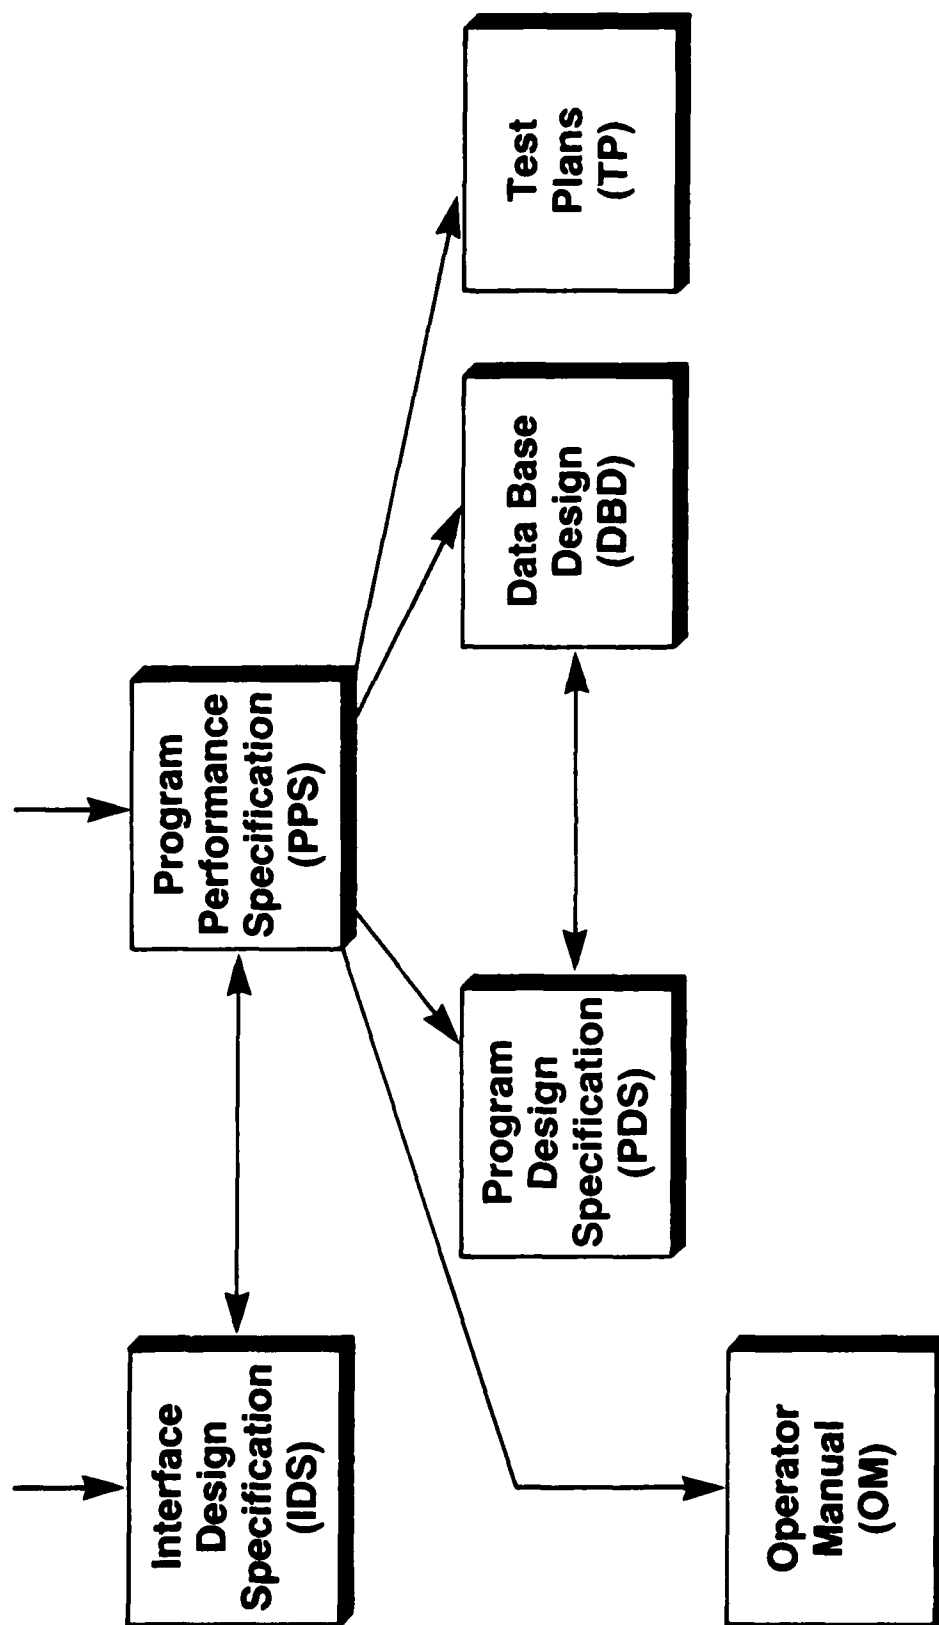 Interface
Design
Specification
(IDS)
Program
Performance
Specification
(PPS)
Program
Design
Specification
(PDS)
Data Base
Design
(DBD)
Test
Plans
(TP)
Operator
Manual
(OM)